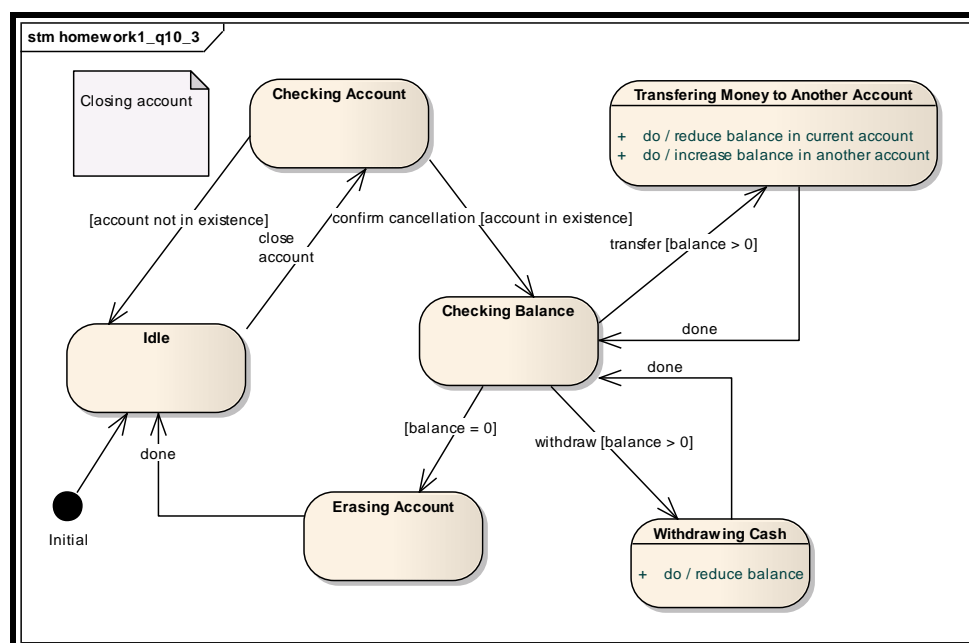 stm homework1_q10_3
Closing account
Checking Account
Transfering Money to Another Account
+ do / reduce balance in current account
+ do / increase balance in another account
[account not in existence]
confirm cancellation [account in existence]
close
account
transfer [balance > 0]
Checking Balance
Idle
done
done
[balance = 0]
withdraw [balance > 0]
done
Erasing Account
Initial
Withdrawing Cash
+ do / reduce balance